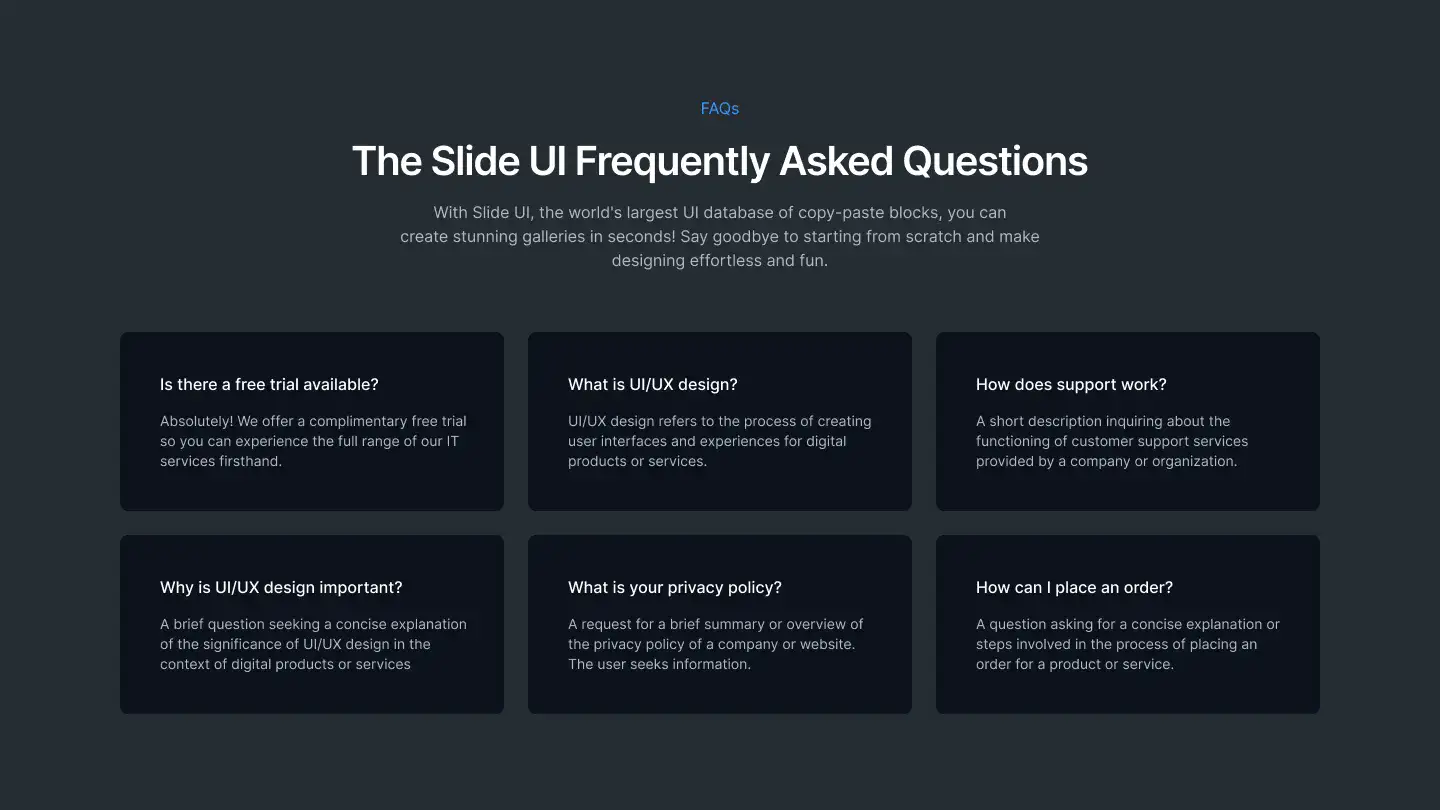 FAQs
The Slide UI Frequently Asked Questions
With Slide UI, the world's largest UI database of copy-paste blocks, you can
create stunning galleries in seconds! Say goodbye to starting from scratch and make
designing effortless and fun.
Is there a free trial available?
Absolutely! We offer a complimentary free trial
so you can experience the full range of our IT
services firsthand.
What is UI/UX design?
UI/UX design refers to the process of creating
user interfaces and experiences for digital
products or services.
How does support work?
A short description inquiring about the
functioning of customer support services
provided by a company or organization.
Why is UI/UX design important?
A brief question seeking a concise explanation
of the significance of UI/UX design in the
context of digital products or services
What is your privacy policy?
A request for a brief summary or overview of
the privacy policy of a company or website.
The user seeks information.
How can I place an order?
A question asking for a concise explanation or
steps involved in the process of placing an
order for a product or service.